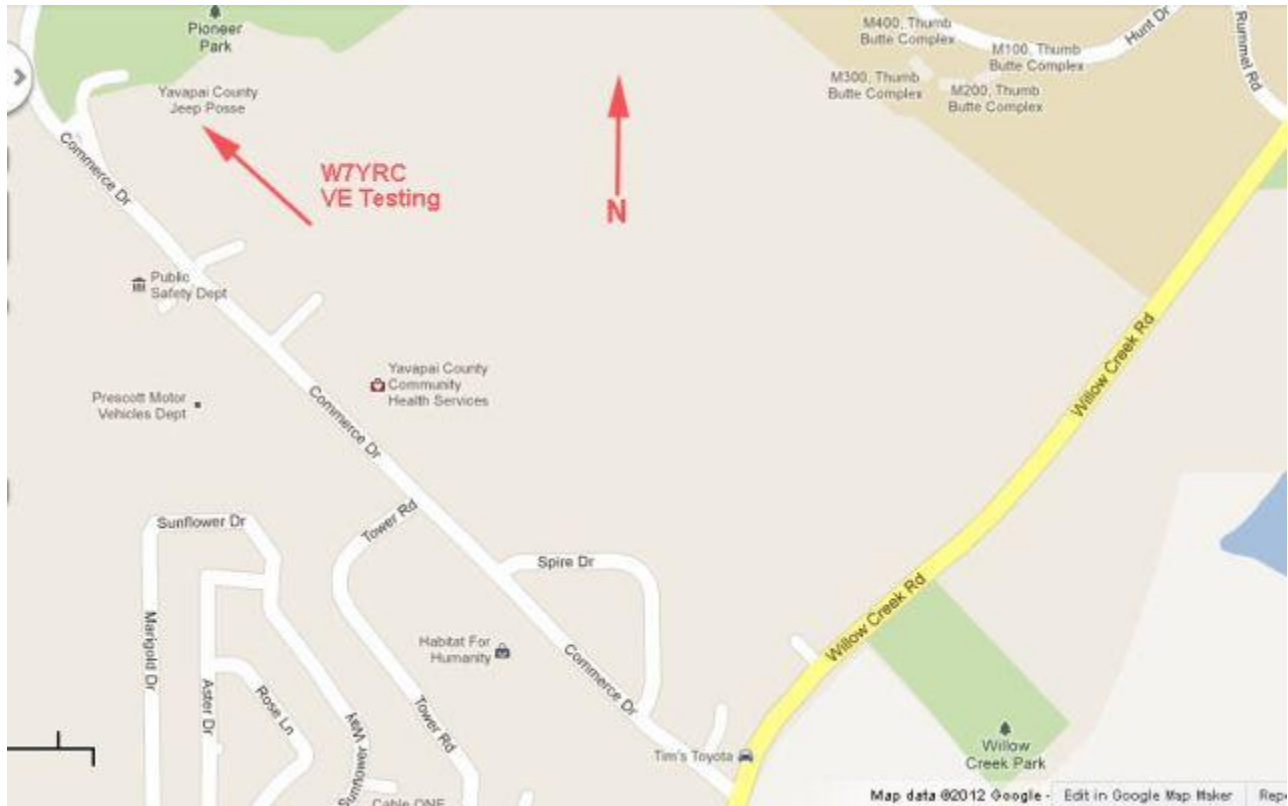 Pioneer
Park
M400, Thumb
Butte Complex
M100, Thumb
Butte Complex
Hunt Dr
Rummel Rd
M300, Thumb
Butte Complex
M200, Thumb
Butte Complex
Yavapai County
Jeep Posse
Commerce Dr
W7YRC
VE Testing
N
Public
Safety Dept
Willow Creek Rd
Yavapai County
Community
Health Services
Prescott Motor
Vehicles Dept
Commerce Dr
Sunflower Dr
Tower Rd
Spire Dr
Willow Creek Rd
Marigold Dr
Aster Dr
Rose Ln
Habitat For
Humanity
Commerce Dr
Tower Rd
Tim's Toyota
Willow
Creek Park
Cable ONE
Map data ©2012 Google -
Edit in Google Map Maker